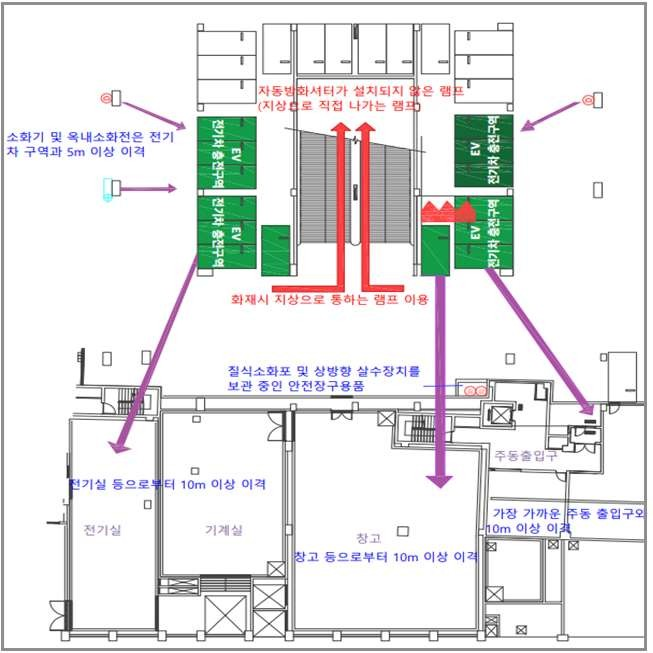 자동방화셔터가 설치되지 않은 램프
(지상으로 직접 나가는 램프)
소화기 및 옥내소화전은 전기
차 구역과 5m 이상 이격
전기차 충전구역
EV
전기차 충전구역
EV
전기차 충전구역
EV
전기차 충전구역
EV
화재시 지상으로 통하는 램프 이용
질식소화포 및 상방향 살수장치를
보관 중인 안전장구용품
주동출입구
전기실 등으로부터 10m 이상 이격
가장 가까운 주동 출입구와
10m 이상 이격
전기실
기계실
창고
창고 등으로부터 10m 이상 이격